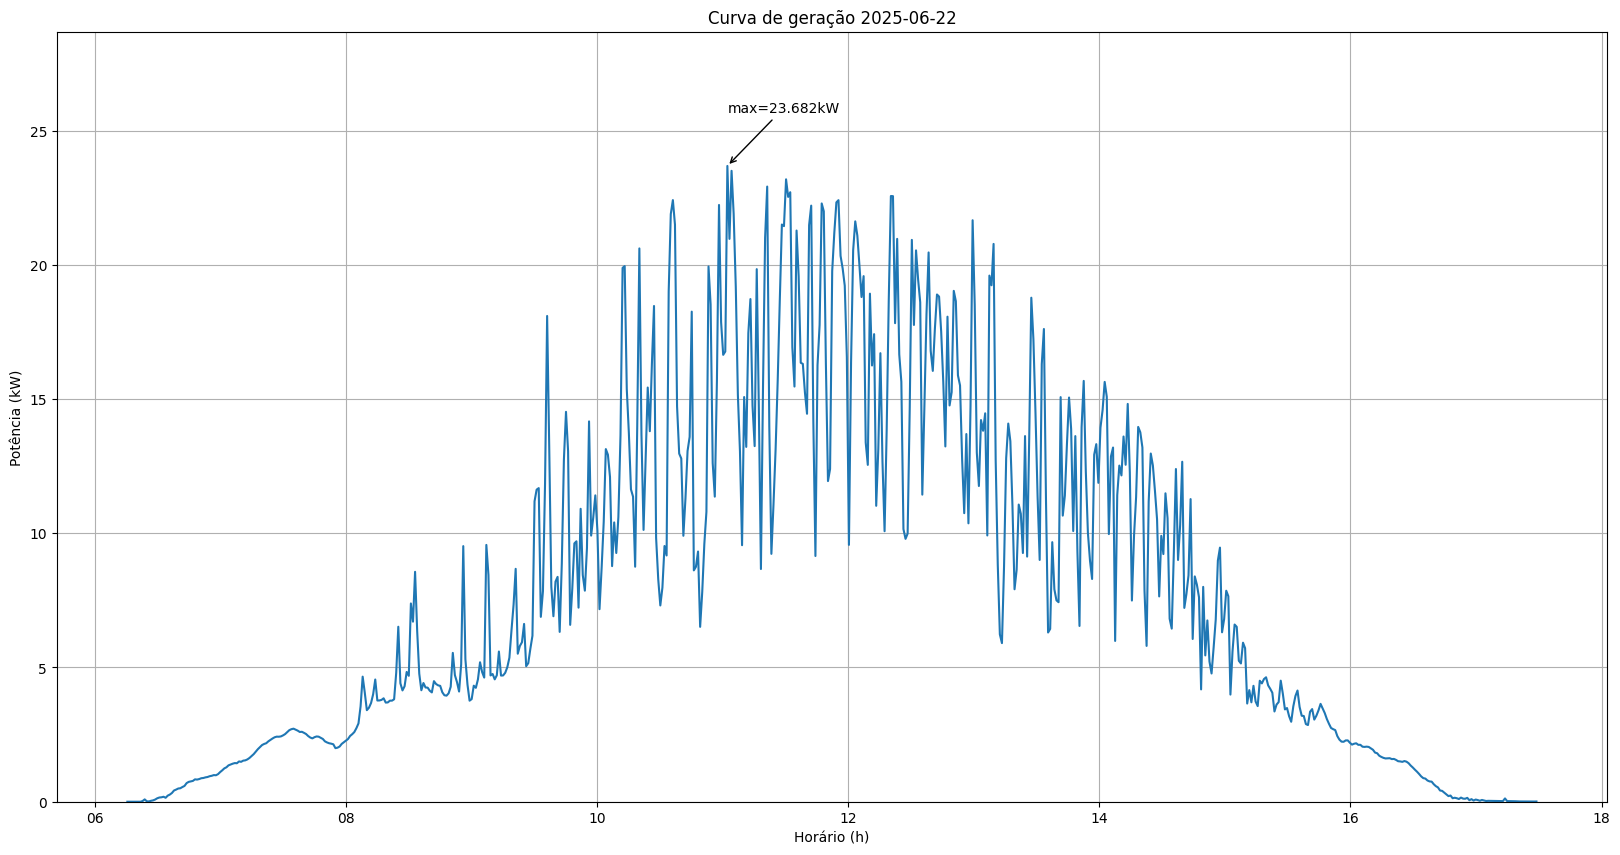 Curva de geração 2025-06-22
max=23.682kW
Potência (kW)
25
20
15
10
5
0
06 08 10 12 14 16 18
Horário (h)